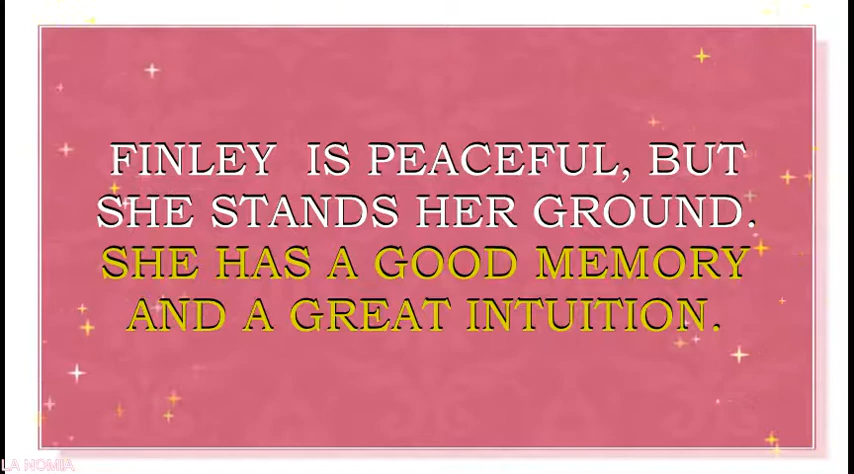 FINLEY IS PEACEFUL, BUT
SHE STANDS HER GROUND.
SHE HAS A GOOD MEMORY
AND A GREAT INTUITION.
LA NOMIA